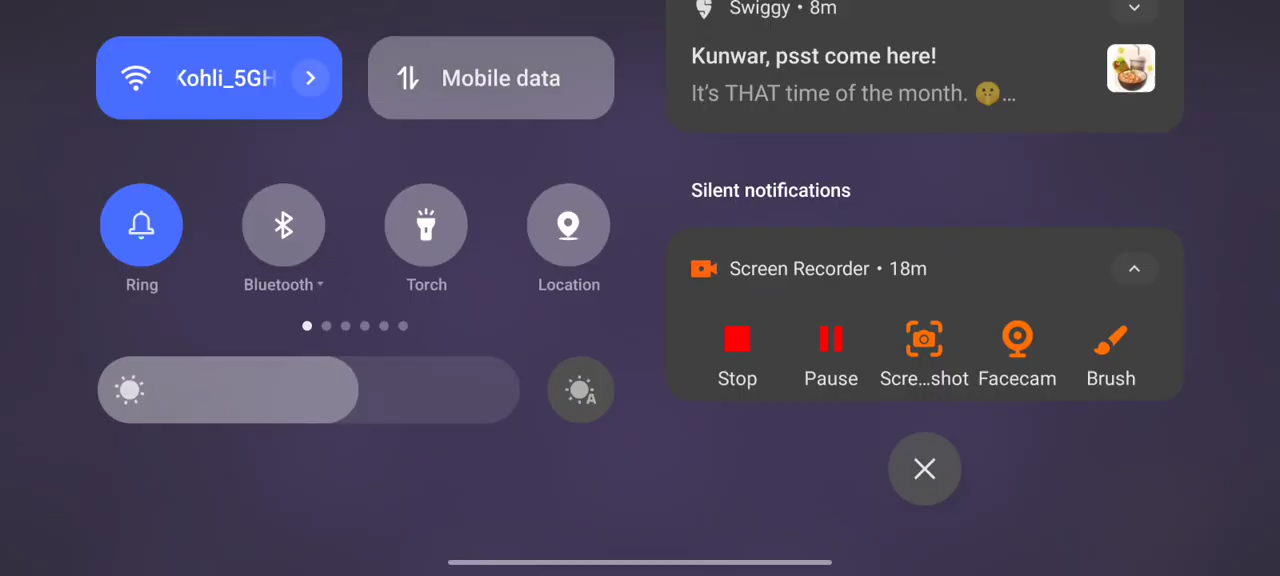 Kohli_5GH
Mobile data
Ring
Bluetooth
Torch
Location
A
Swiggy • 8m
Kunwar, psst come here!
It's THAT time of the month. 🤫...
Silent notifications
Screen Recorder • 18m
Stop
Pause
Scre...shot
Facecam
Brush